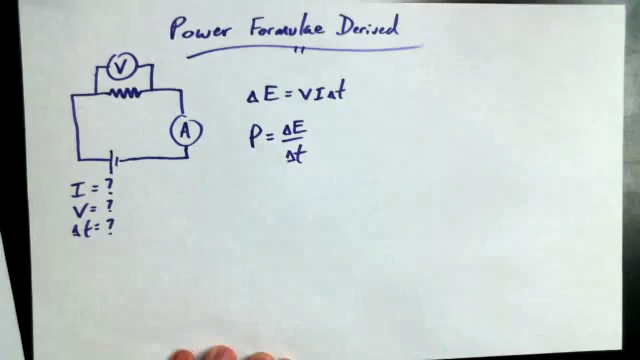 Power Formulae Derived
V
A
ΔE = VIΔt
P = ΔE/Δt
I = ?
V = ?
Δt = ?